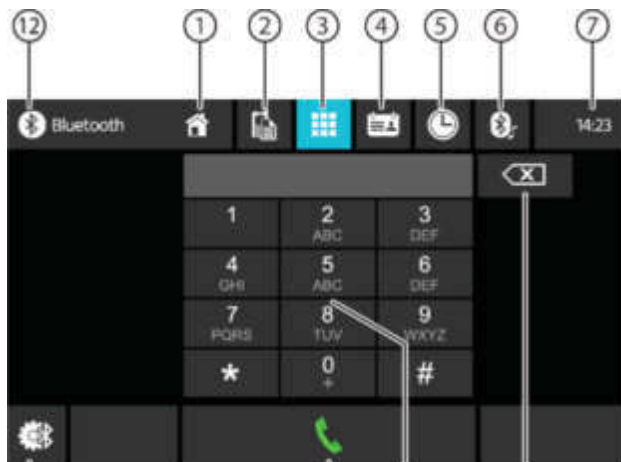 12 1 2 3 4 5 6 7
Bluetooth 14:23
1 2 3
ABC DEF
4 5 6
GHI ABC DEF
7 8 9
PQRS TUV WXYZ
* 0 #
+